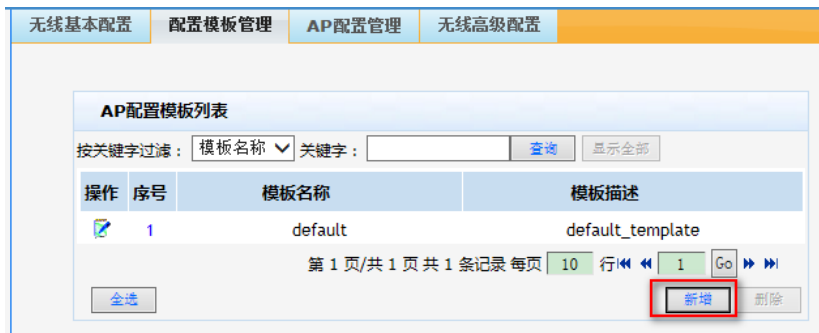 无线基本配置 配置模板管理 AP配置管理 无线高级配置
AP配置模板列表
按关键字过滤： 模板名称 关键字： 查询 显示全部
操作 序号 模板名称 模板描述
1 default default_template
第 1 页/共 1 页 共 1 条记录 每页 10 行 1 Go
全选 新增 删除